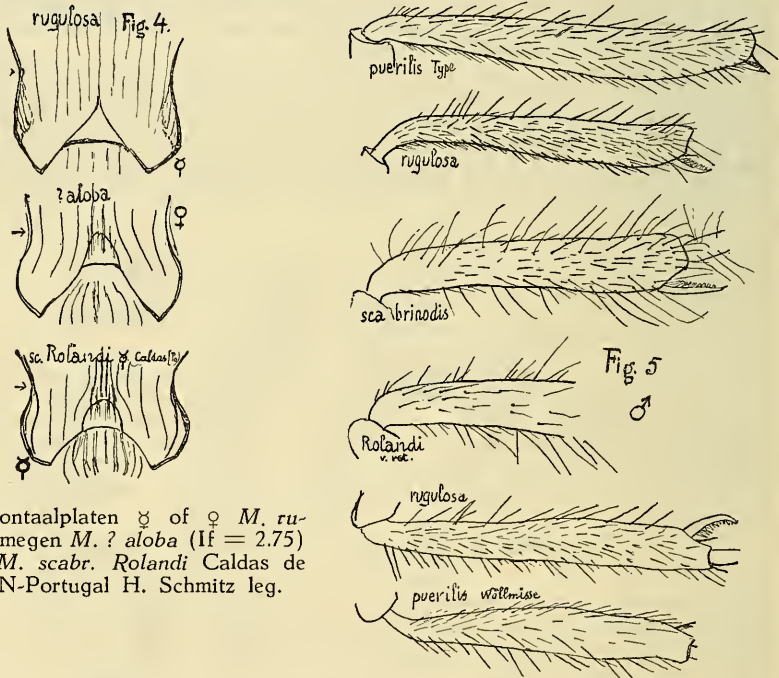 rugulosa Fig. 4.
☿
? aloba
♀
sc. Rolandi ☿ Caldas
☿
ontaalplaten ☿ of ♀ M. ru-
megen M. ? aloba (If = 2.75)
M. scabr. Rolandi Caldas de
N-Portugal H. Schmitz leg.
puerilis Type
rugulosa
scabrinodis
Fig. 5
♂
Rolandi
v. rst.
rugulosa
puerilis Wollmisse